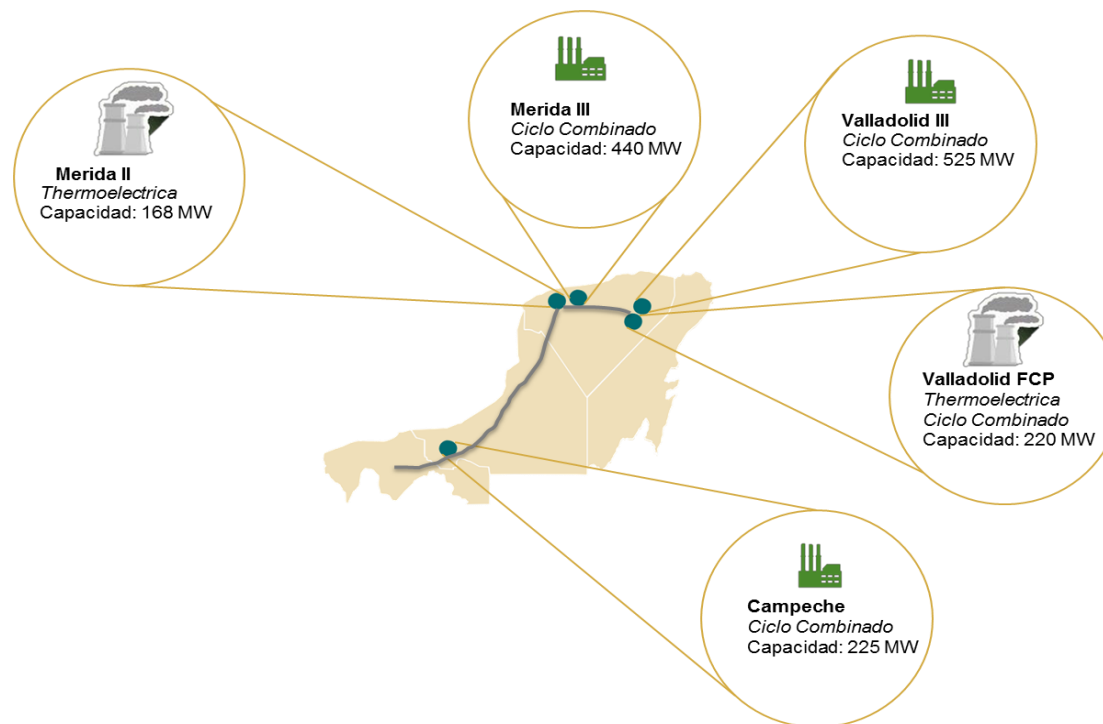 Merida II
Thermoelectrica
Capacidad: 168 MW
Merida III
Ciclo Combinado
Capacidad: 440 MW
Valladolid III
Ciclo Combinado
Capacidad: 525 MW
Valladolid FCP
Thermoelectrica
Ciclo Combinado
Capacidad: 220 MW
Campeche
Ciclo Combinado
Capacidad: 225 MW